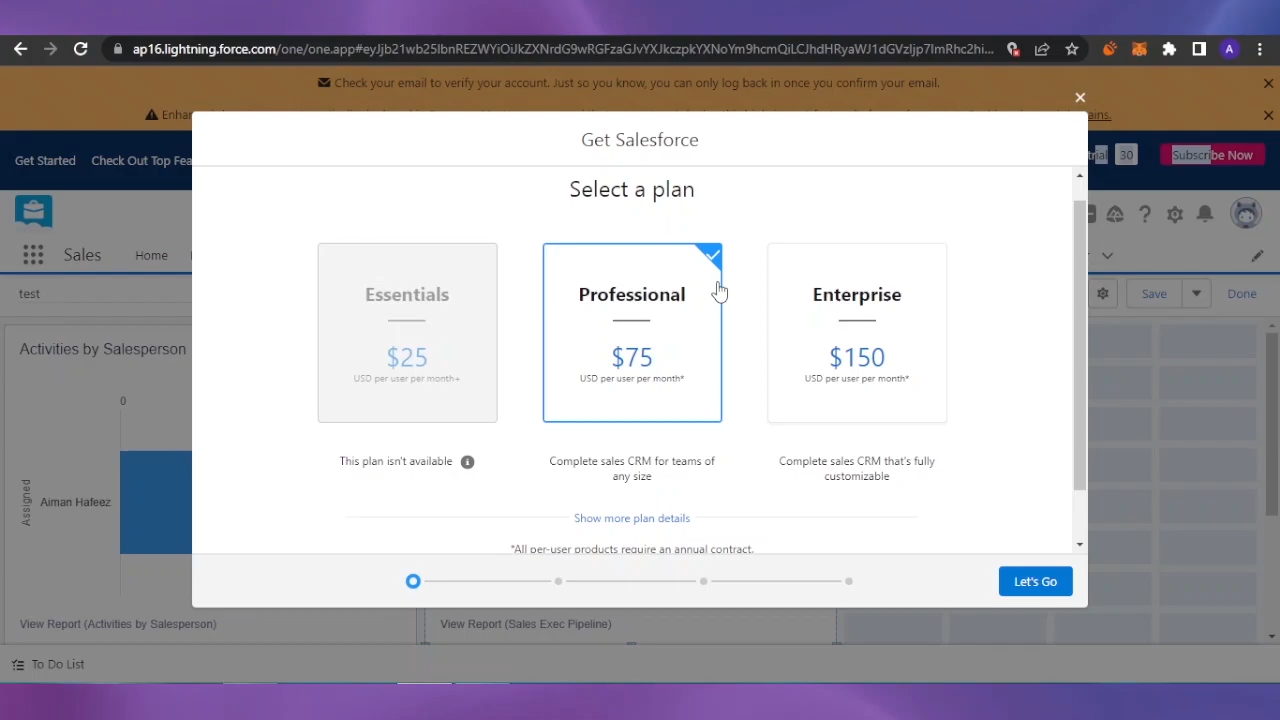 ap16.lightning.force.com/one/one.app#eyJjb21wb25lbnREZWYiOiJkZXNrdG9wRGFzaGJvYXJkczpkYXNoYm9hcmQiLCJhdHRyaWJ1dGVzIjp7ImRhc2hi...
A
Check your email to verify your account. Just so you know, you can only log back in once you confirm your email.
Enhan
ains.
Get Started
Check Out Top Fea
trial
30
Subscribe Now
Get Salesforce
Select a plan
Sales
Home
test
Save
Done
Essentials
Professional
Enterprise
$25
$75
$150
USD per user per month+
USD per user per month*
USD per user per month*
This plan isn't available
Complete sales CRM for teams of
any size
Complete sales CRM that's fully
customizable
Show more plan details
*All per-user products require an annual contract.
Let's Go
Activities by Salesperson
0
Assigned
Aiman Hafeez
View Report (Activities by Salesperson)
View Report (Sales Exec Pipeline)
To Do List